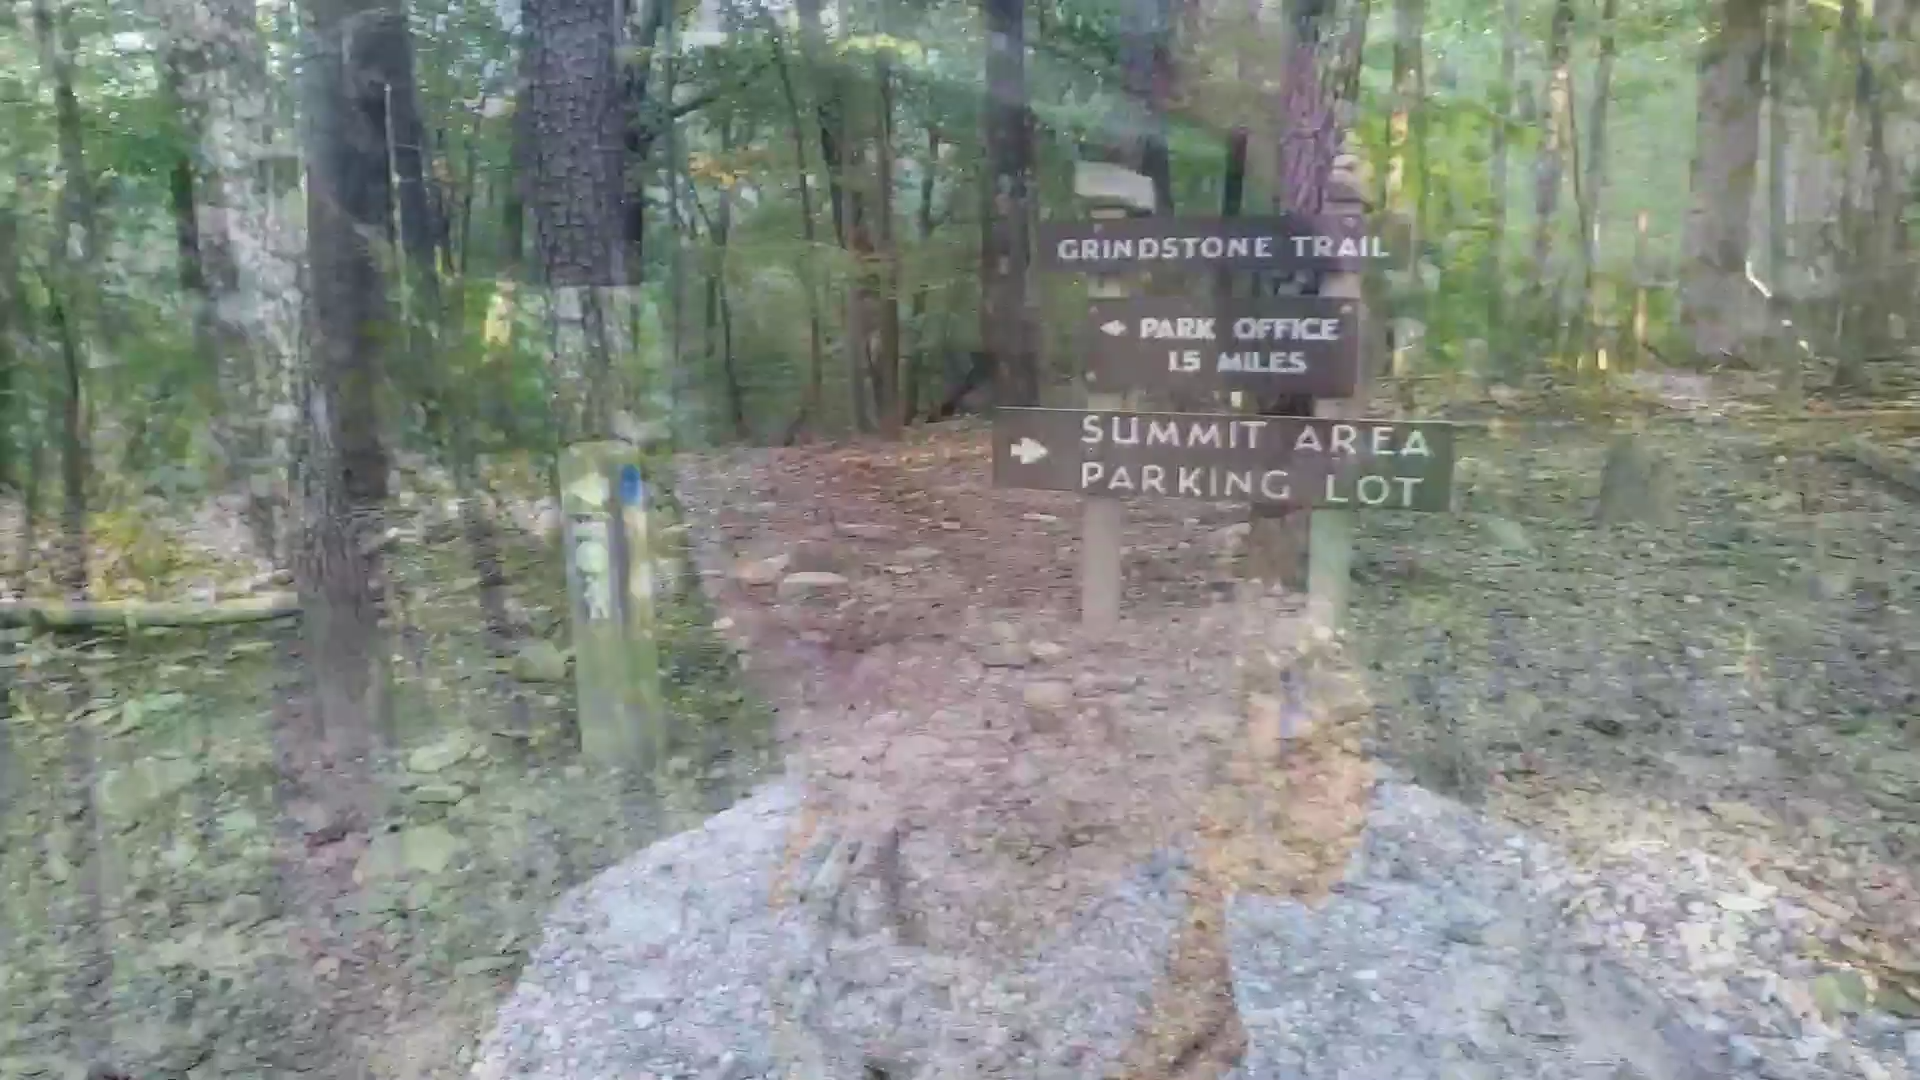 GRINDSTONE TRAIL
PARK OFFICE
1.5 MILES
SUMMIT AREA
PARKING LOT